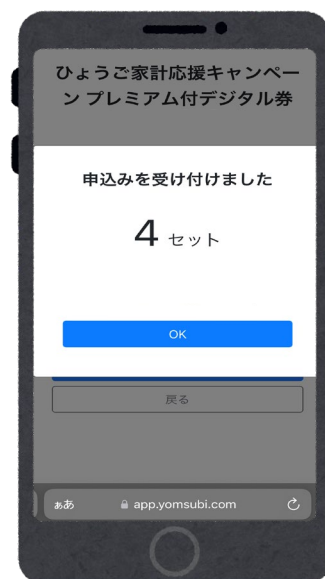 ひょうご家計応援キャンペー
ン プレミアム付デジタル券
申込みを受け付けました
4 セット
OK
戻る
ぁあ app.yomsubi.com